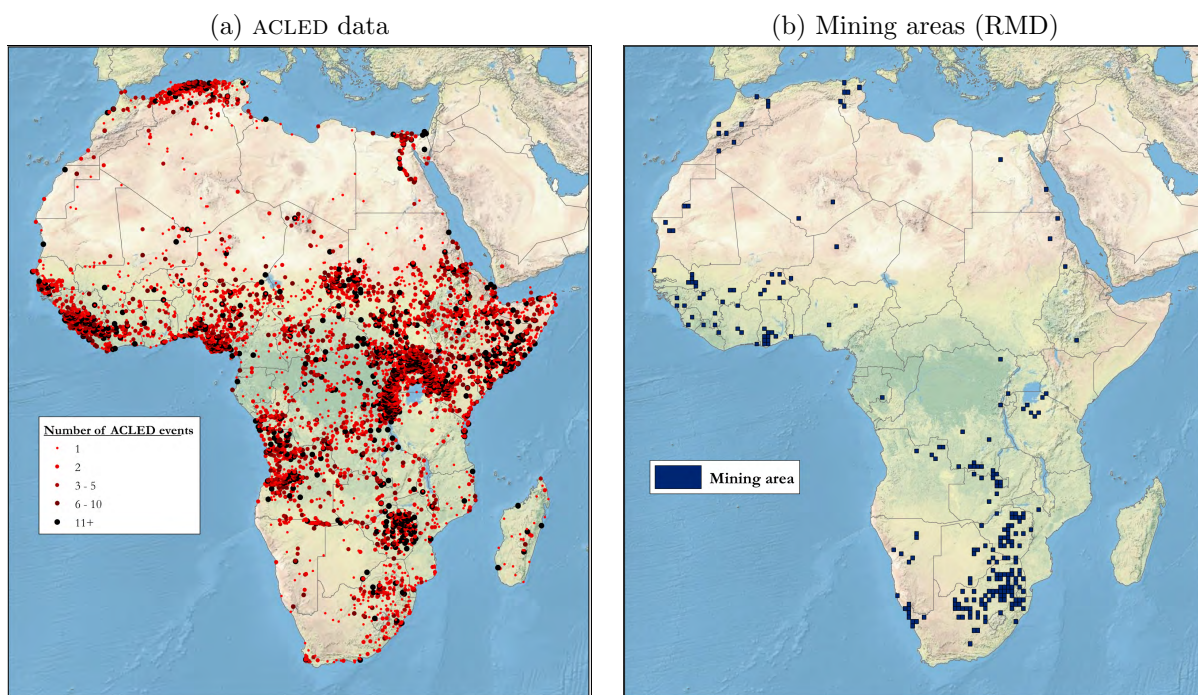 (a) ACLED data
(b) Mining areas (RMD)
Number of ACLED events
1
2
3 - 5
6 - 10
11+
Mining area